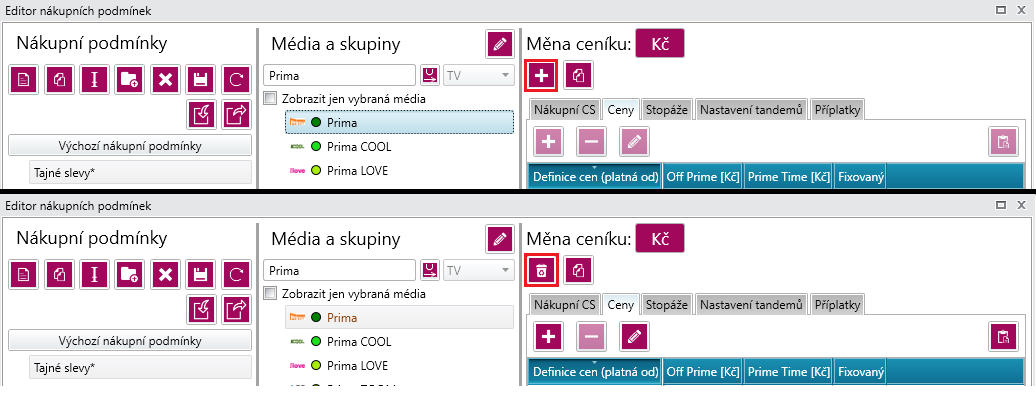 Editor nákupních podmínek
Nákupní podmínky
Média a skupiny
Měna ceníku: Kč
Prima
TV
Zobrazit jen vybraná média
Prima
Prima COOL
Prima LOVE
Výchozí nákupní podmínky
Tajné slevy*
Nákupní CS Ceny Stopáže Nastavení tandemů Příplatky
Definice cen (platná od) Off Prime [Kč] Prime Time [Kč] Fixovaný
Editor nákupních podmínek
Nákupní podmínky
Média a skupiny
Měna ceníku: Kč
Prima
TV
Zobrazit jen vybraná média
Prima
Prima COOL
Prima LOVE
Výchozí nákupní podmínky
Tajné slevy*
Nákupní CS Ceny Stopáže Nastavení tandemů Příplatky
Definice cen (platná od) Off Prime [Kč] Prime Time [Kč] Fixovaný